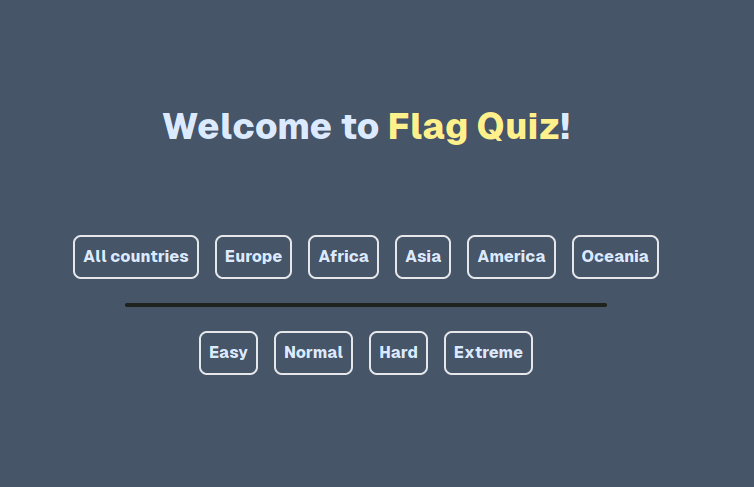 Welcome to Flag Quiz!
All countries Europe Africa Asia America Oceania
Easy Normal Hard Extreme